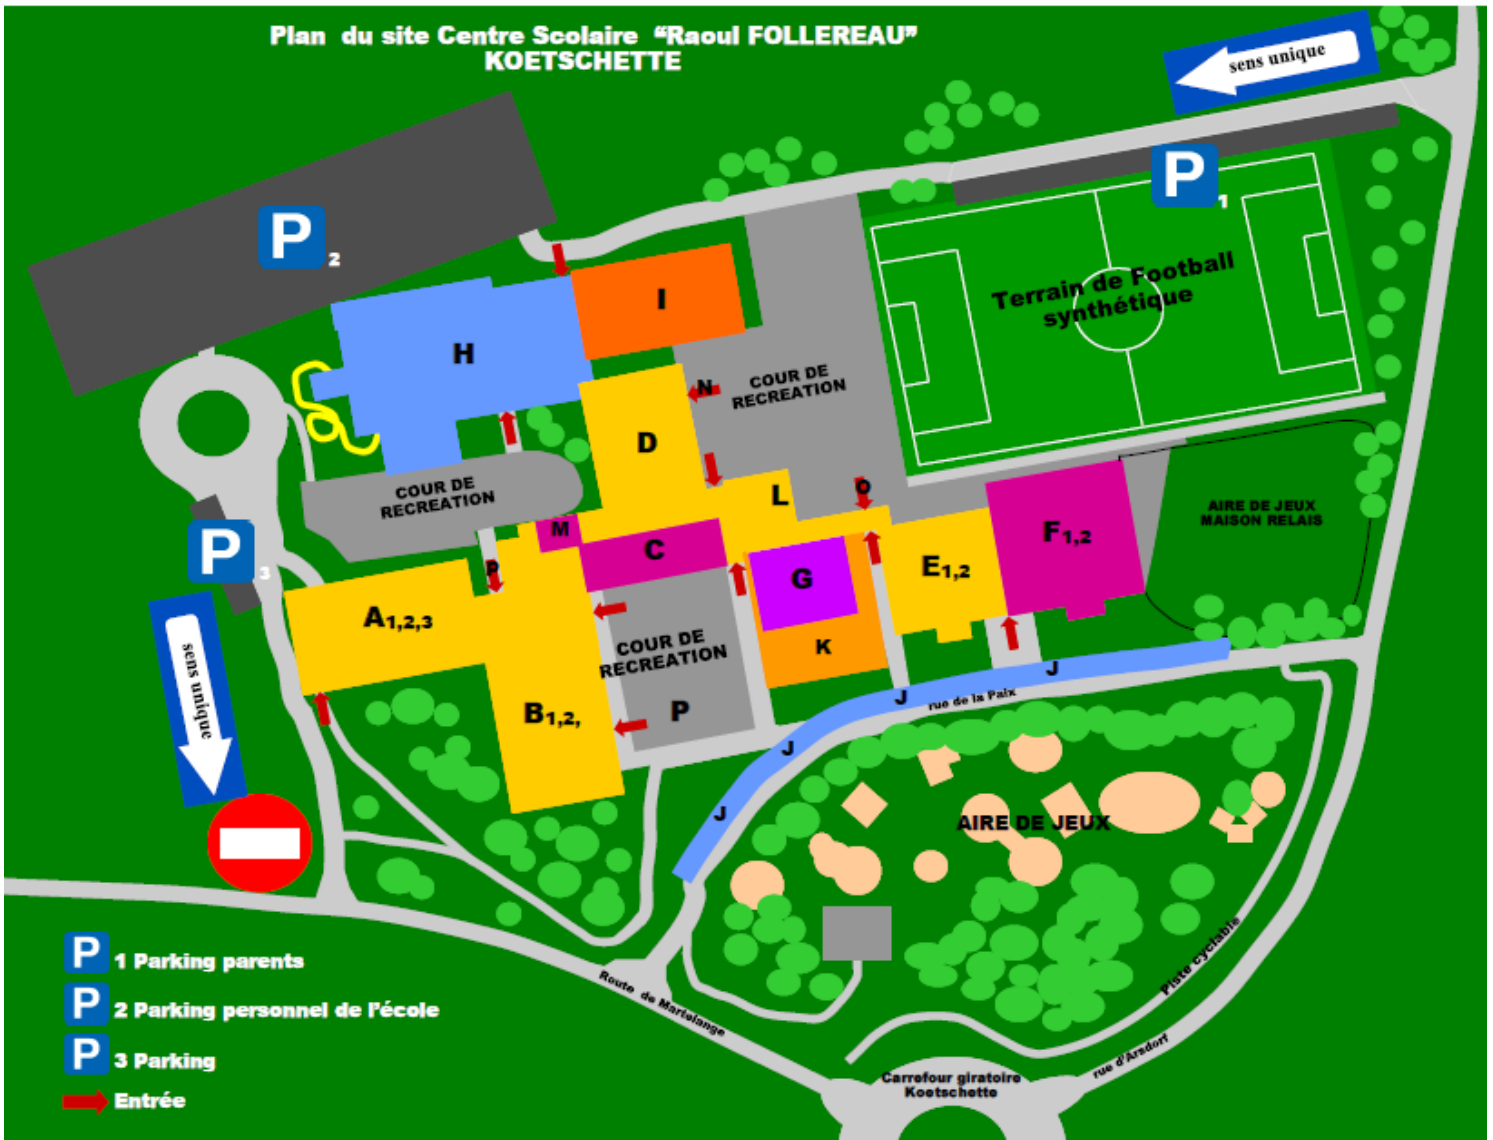 Plan du site Centre Scolaire “Raoul FOLLEREAU”
KOETSCHETTE
sens unique
P
1
P
2
Terrain de Football
synthétique
I
H
N
COUR DE
RECREATION
D
COUR DE
RECREATION
L
O
AIRE DE JEUX
MAISON RELAIS
M
C
F1,2
P
3
P
G
E1,2
A1,2,3
COUR DE
RECREATION
K
sens unique
B1,2,
P
J
rue de la Paix
J
J
J
AIRE DE JEUX
Piste cyclable
Route de Martelange
rue d'Arsdorf
Carrefour giratoire
Koetschette
P 1 Parking parents
P 2 Parking personnel de l'école
P 3 Parking
Entrée